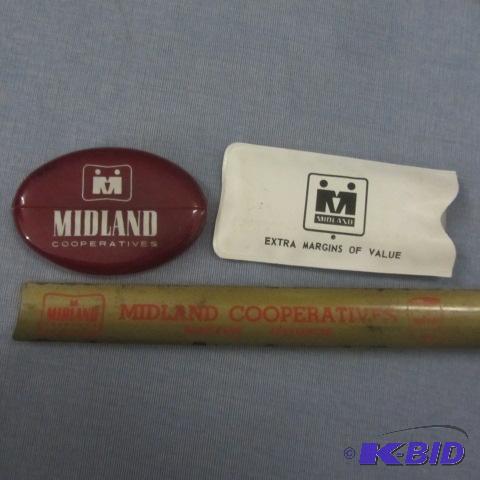 MIDLAND
COOPERATIVES
MIDLAND
EXTRA MARGINS OF VALUE
MIDLAND
MIDLAND COOPERATIVES
© K-BID